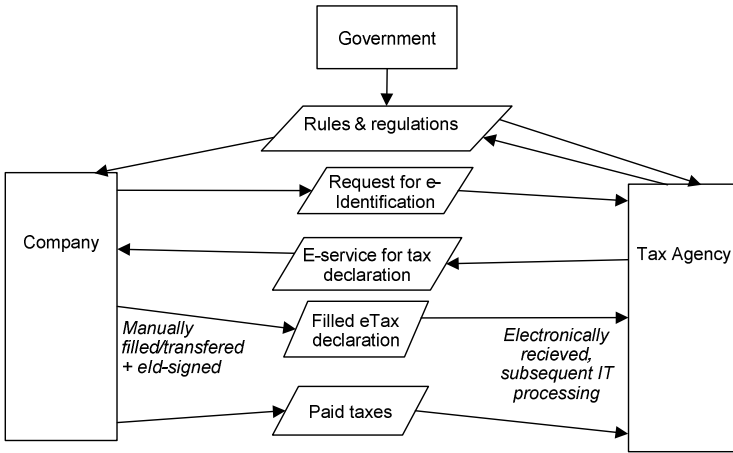 Government
Rules & regulations
Request for e-
Identification
Company
E-service for tax
declaration
Tax Agency
Filled eTax
declaration
Manually
filled/transfered
+ eId-signed
Electronically
recieved,
subsequent IT
processing
Paid taxes